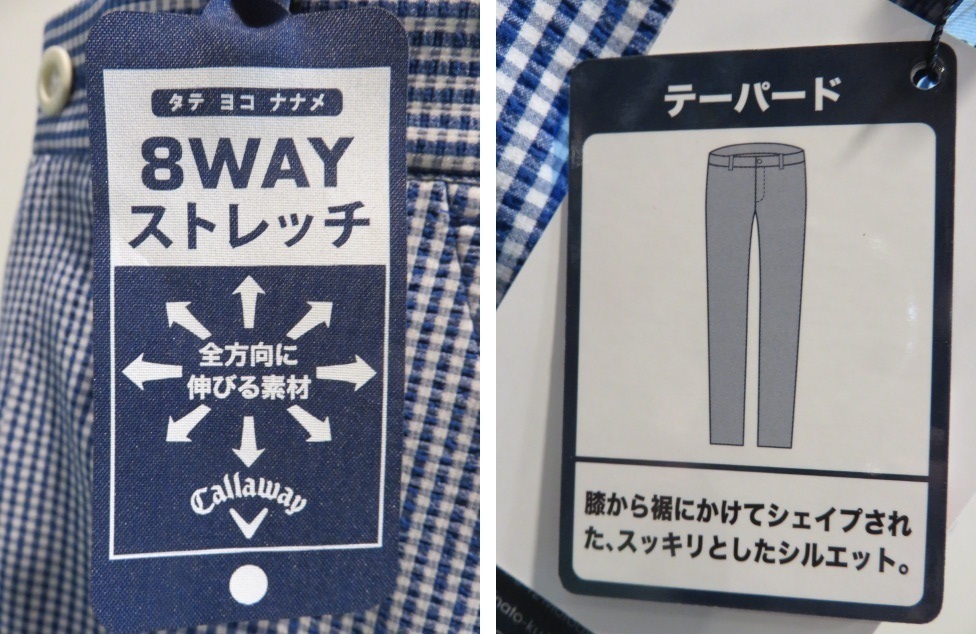 タテ ヨコ ナナメ
8WAY
ストレッチ
全方向に
伸びる素材
Callaway
テーパード
膝から裾にかけてシェイプされ
た、スッキリとしたシルエット。